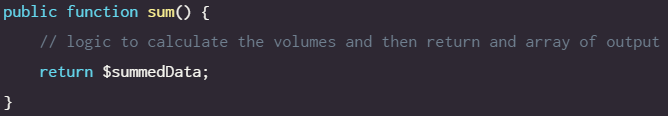 public function sum() {
// logic to calculate the volumes and then return and array of output
return $summedData;
}